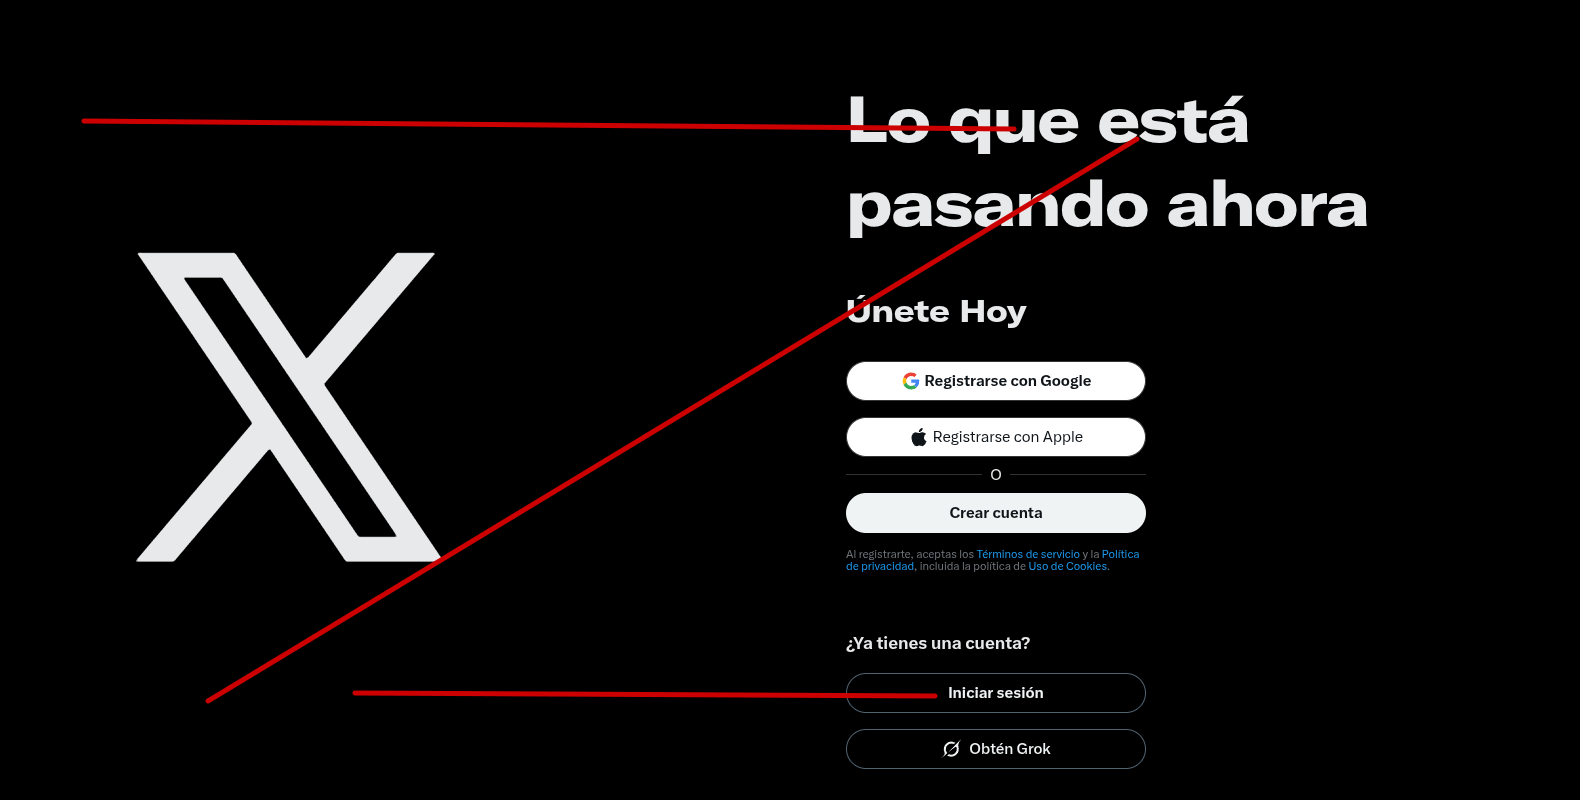 Lo que está
pasando ahora
Únete Hoy
Registrarse con Google
Registrarse con Apple
O
Crear cuenta
Al registrarte, aceptas los Términos de servicio y la Política
de privacidad, incluida la política de Uso de Cookies.
¿Ya tienes una cuenta?
Iniciar sesión
Obtén Grok